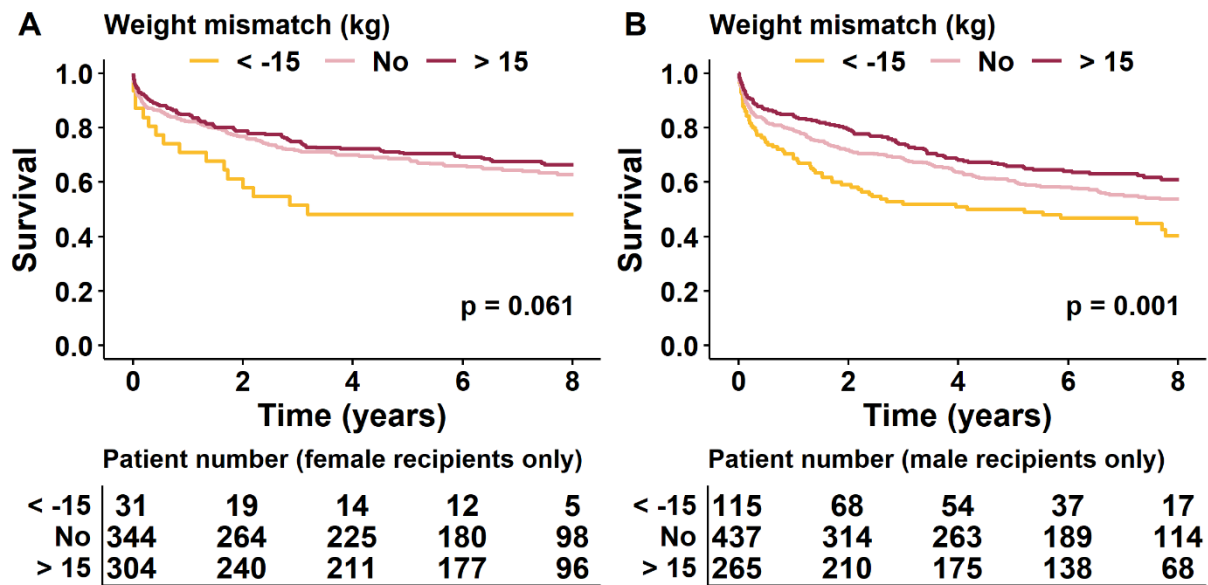 A Weight mismatch (kg)
< -15 No > 15
1.0
0.8
0.6
0.4
0.2
0.0
Survival
p = 0.061
0 2 4 6 8
Time (years)
Patient number (female recipients only)
< -15 31 19 14 12 5
No 344 264 225 180 98
> 15 304 240 211 177 96
B Weight mismatch (kg)
< -15 No > 15
1.0
0.8
0.6
0.4
0.2
0.0
Survival
p = 0.001
0 2 4 6 8
Time (years)
Patient number (male recipients only)
< -15 115 68 54 37 17
No 437 314 263 189 114
> 15 265 210 175 138 68